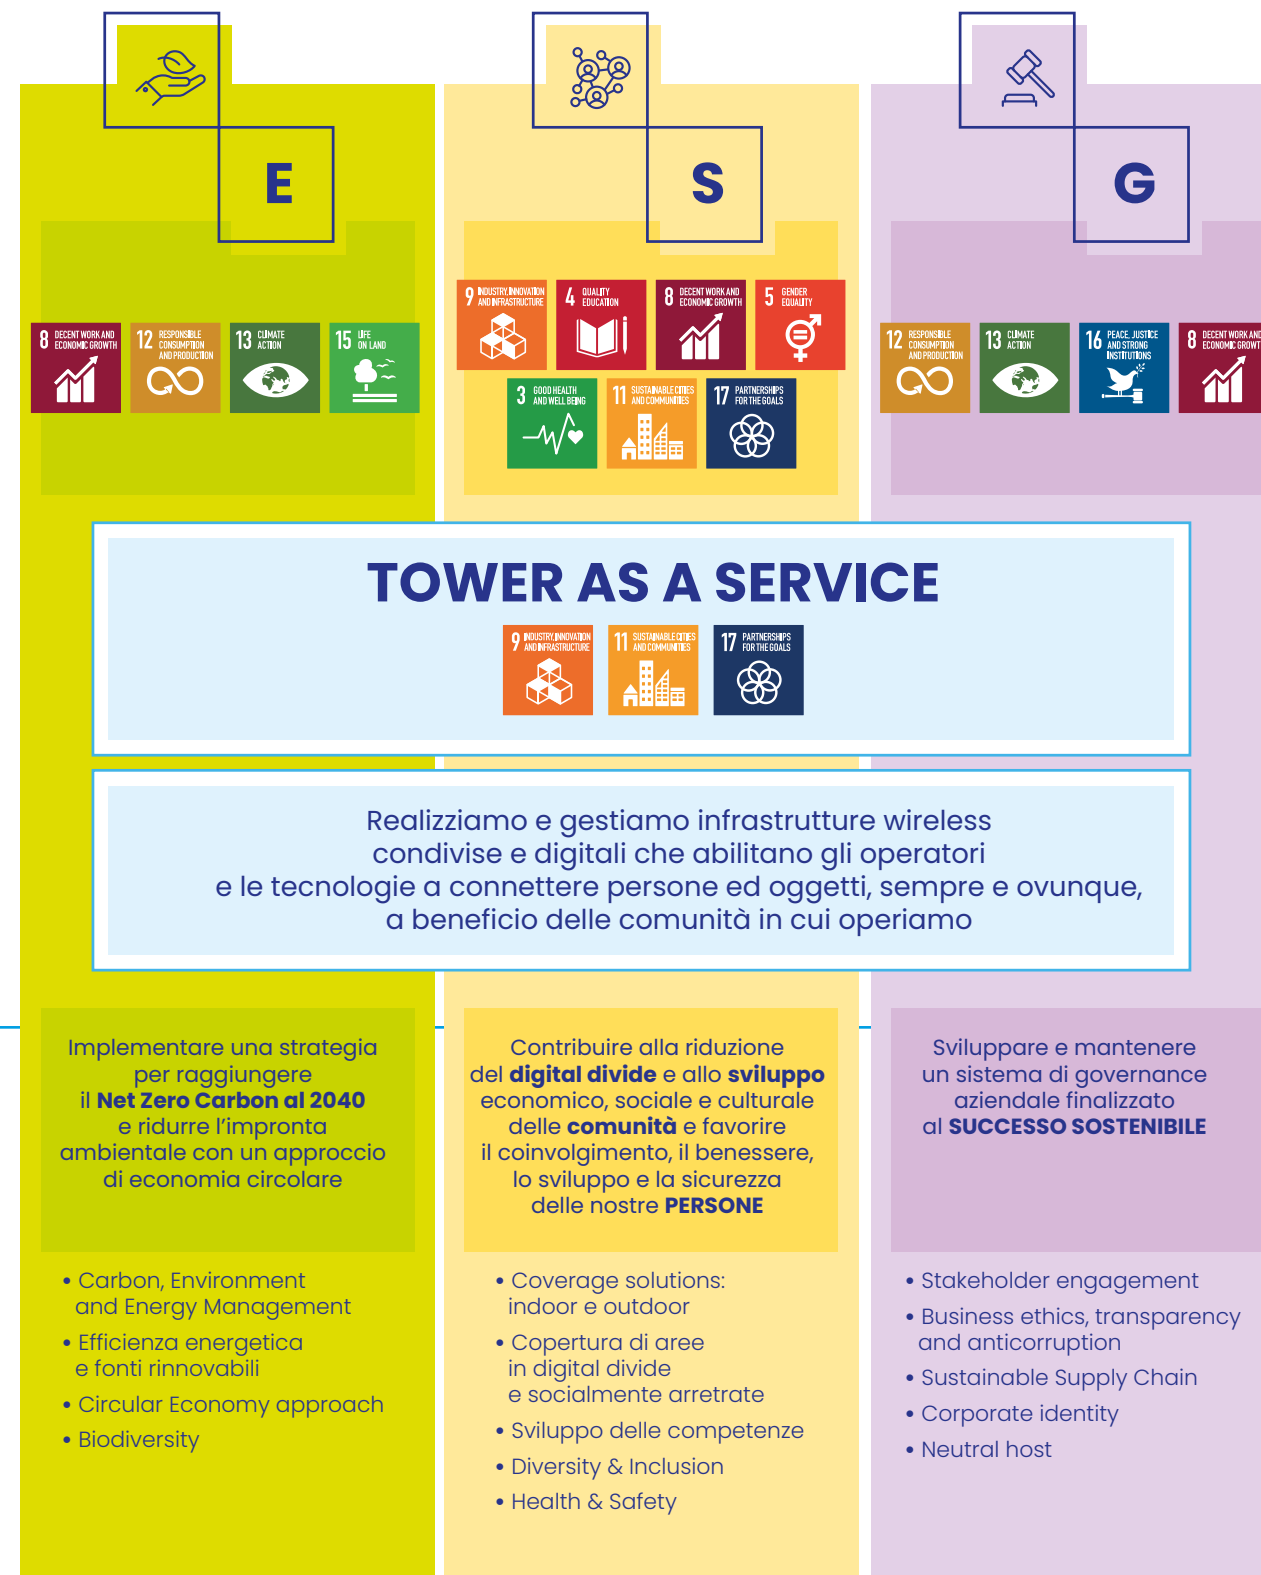 E
S
G
8 DECENT WORK AND
ECONOMIC GROWTH
12 RESPONSIBLE
CONSUMPTION
AND PRODUCTION
13 CLIMATE
ACTION
15 LIFE
ON LAND
9 INDUSTRY, INNOVATION
AND INFRASTRUCTURE
4 QUALITY
EDUCATION
8 DECENT WORK AND
ECONOMIC GROWTH
5 GENDER
EQUALITY
3 GOOD HEALTH
AND WELL BEING
11 SUSTAINABLE CITIES
AND COMMUNITIES
17 PARTNERSHIPS
FOR THE GOALS
12 RESPONSIBLE
CONSUMPTION
AND PRODUCTION
13 CLIMATE
ACTION
16 PEACE, JUSTICE
AND STRONG
INSTITUTIONS
8 DECENT WORK AND
ECONOMIC GROWT
TOWER AS A SERVICE
9 INDUSTRY, INNOVATION
AND INFRASTRUCTURE
11 SUSTAINABLE CITIES
AND COMMUNITIES
17 PARTNERSHIPS
FOR THE GOALS
Realizziamo e gestiamo infrastrutture wireless
condivise e digitali che abilitano gli operatori
e le tecnologie a connettere persone ed oggetti, sempre e ovunque,
a beneficio delle comunità in cui operiamo
Implementare una strategia
per raggiungere
il Net Zero Carbon al 2040
e ridurre l'impronta
ambientale con un approccio
di economia circolare
• Carbon, Environment
and Energy Management
• Efficienza energetica
e fonti rinnovabili
• Circular Economy approach
• Biodiversity
Contribuire alla riduzione
del digital divide e allo sviluppo
economico, sociale e culturale
delle comunità e favorire
il coinvolgimento, il benessere,
lo sviluppo e la sicurezza
delle nostre PERSONE
• Coverage solutions:
indoor e outdoor
• Copertura di aree
in digital divide
e socialmente arretrate
• Sviluppo delle competenze
• Diversity & Inclusion
• Health & Safety
Sviluppare e mantenere
un sistema di governance
aziendale finalizzato
al SUCCESSO SOSTENIBILE
• Stakeholder engagement
• Business ethics, transparency
and anticorruption
• Sustainable Supply Chain
• Corporate identity
• Neutral host